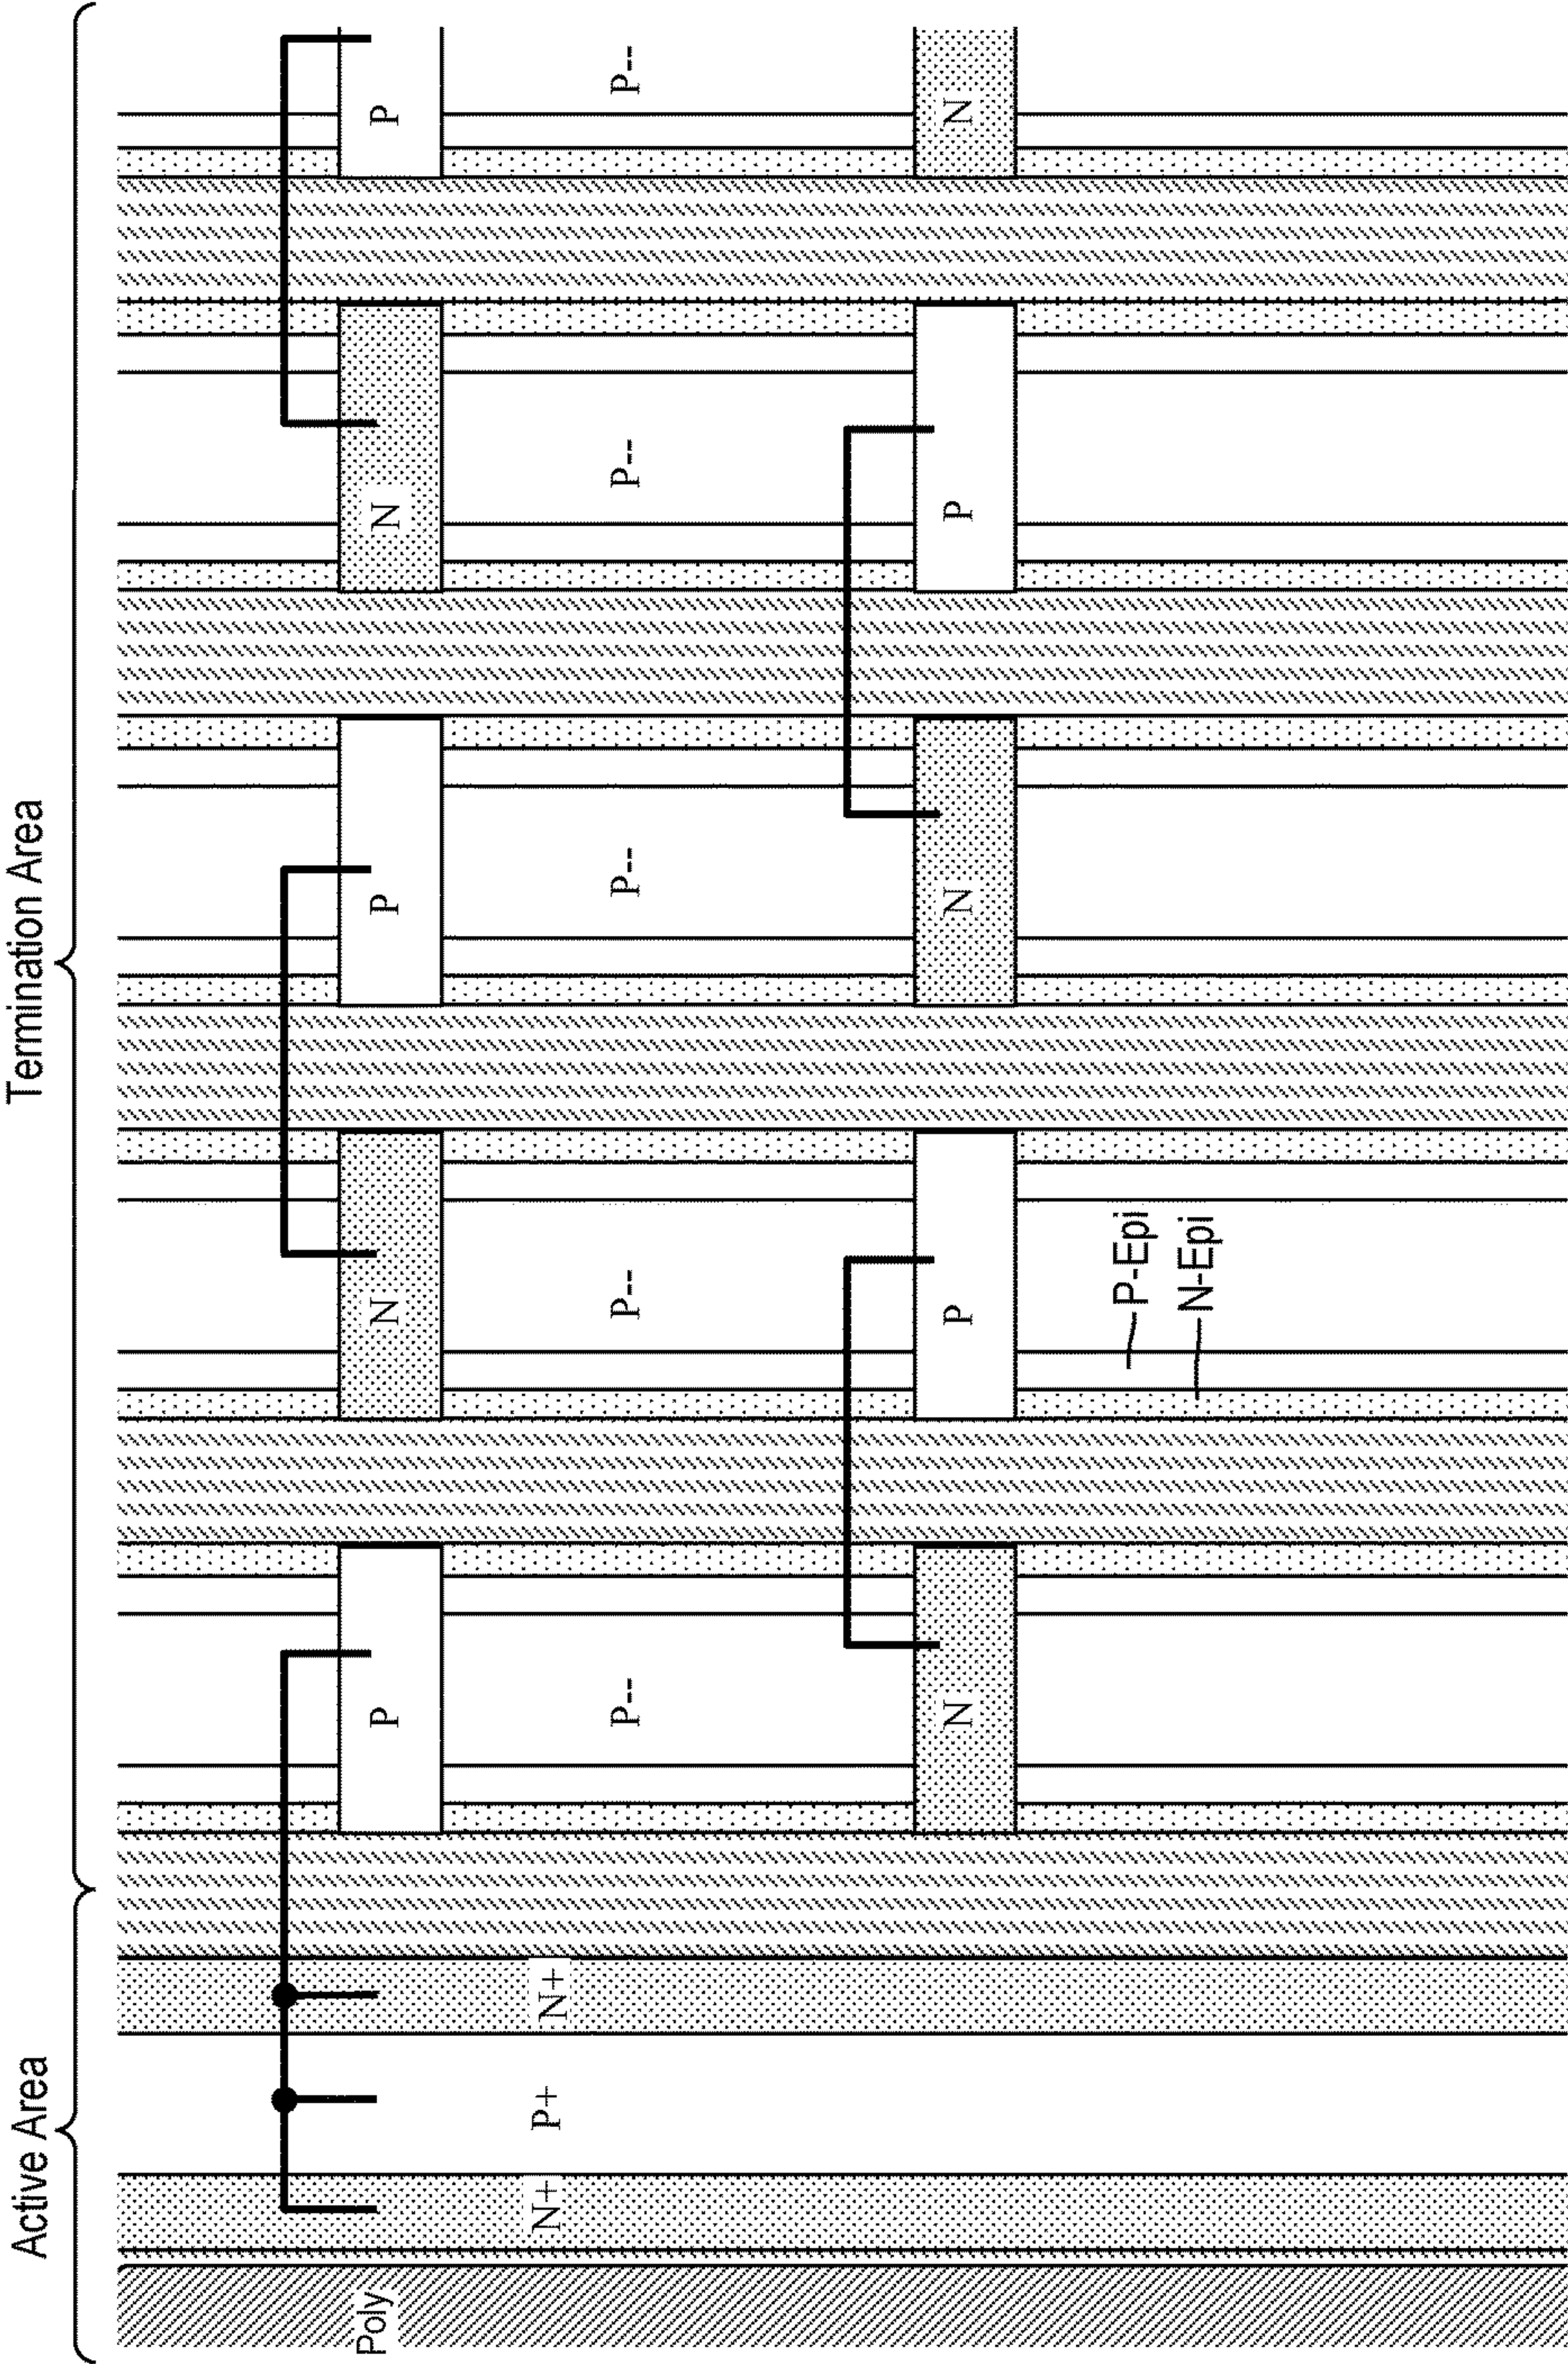 Active Area
Termination Area
Poly
P
N
P
N
P
N+
P+
N+
P--
P--
P--
P--
P--
N
P
N
P
N
P-Epi
N-Epi